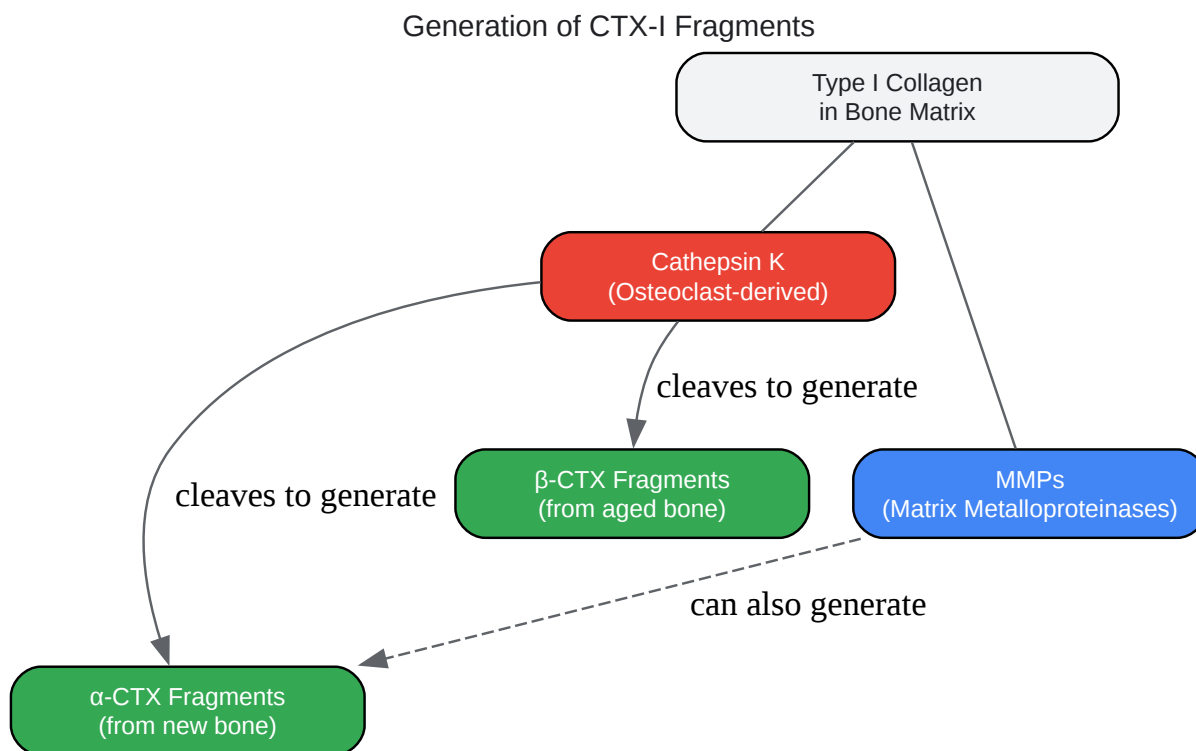 Generation of CTX-I Fragments
Type I Collagen
in Bone Matrix
Cathepsin K
(Osteoclast-derived)
cleaves to generate
β-CTX Fragments
(from aged bone)
MMPs
(Matrix Metalloproteinases)
cleaves to generate
can also generate
α-CTX Fragments
(from new bone)